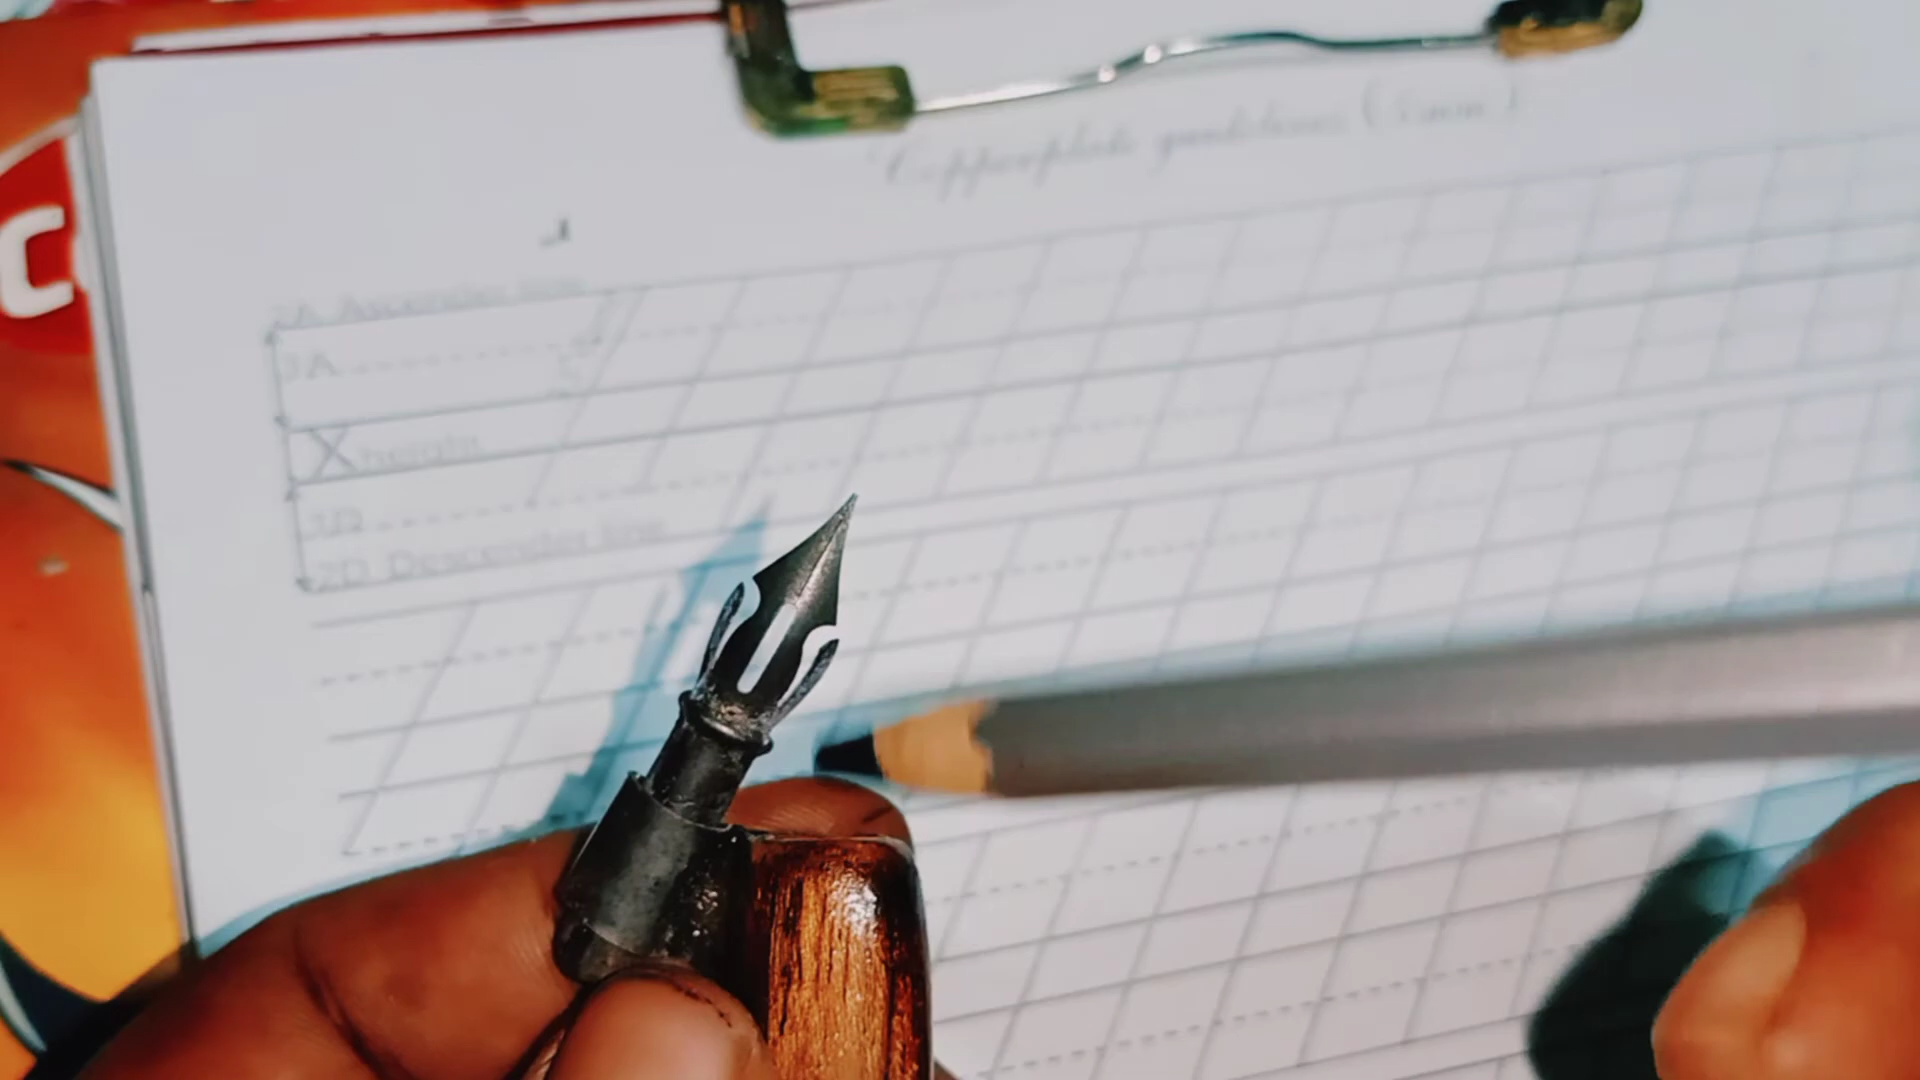 Copperplate guidelines (5mm)
2A Ascender line
1A
X height
1D
2D Descender line